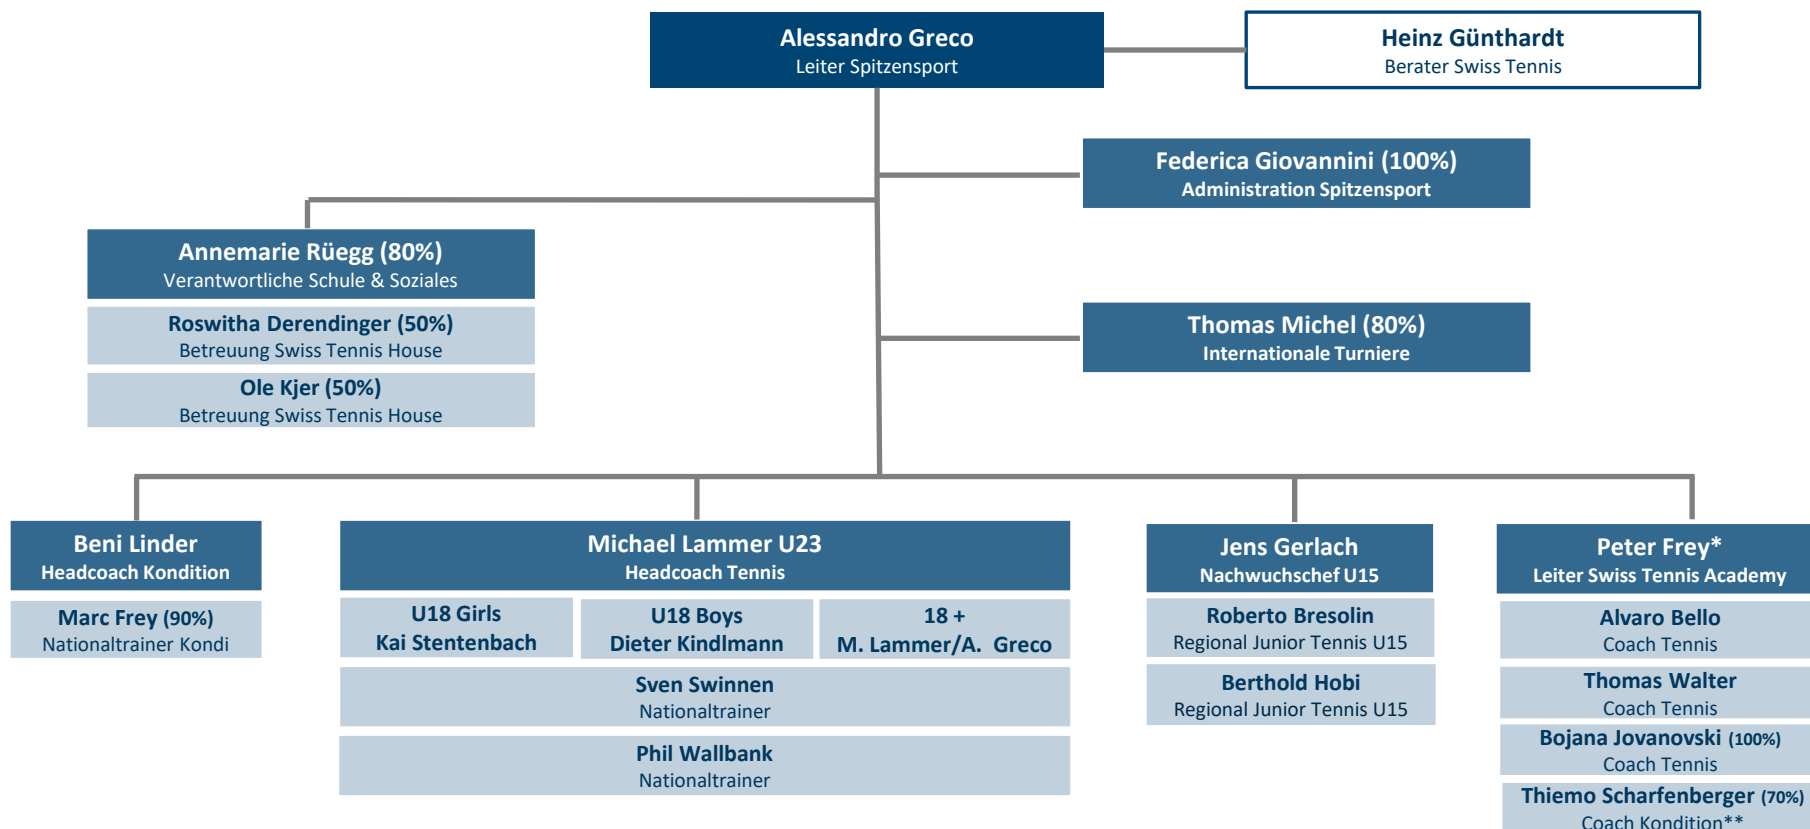 Alessandro Greco
Leiter Spitzensport
Heinz Günthardt
Berater Swiss Tennis
Federica Giovannini (100%)
Administration Spitzensport
Annemarie Rüegg (80%)
Verantwortliche Schule & Soziales
Roswitha Derendinger (50%)
Betreuung Swiss Tennis House
Ole Kjer (50%)
Betreuung Swiss Tennis House
Thomas Michel (80%)
Internationale Turniere
Beni Linder
Headcoach Kondition
Marc Frey (90%)
Nationaltrainer Kondi
Michael Lammer U23
Headcoach Tennis
U18 Girls
Kai Stentenbach
U18 Boys
Dieter Kindlmann
18 +
M. Lammer/A. Greco
Sven Swinnen
Nationaltrainer
Phil Wallbank
Nationaltrainer
Jens Gerlach
Nachwuchschef U15
Roberto Bresolin
Regional Junior Tennis U15
Berthold Hobi
Regional Junior Tennis U15
Peter Frey*
Leiter Swiss Tennis Academy
Alvaro Bello
Coach Tennis
Thomas Walter
Coach Tennis
Bojana Jovanovski (100%)
Coach Tennis
Thiemo Scharfenberger (70%)
Coach Kondition**